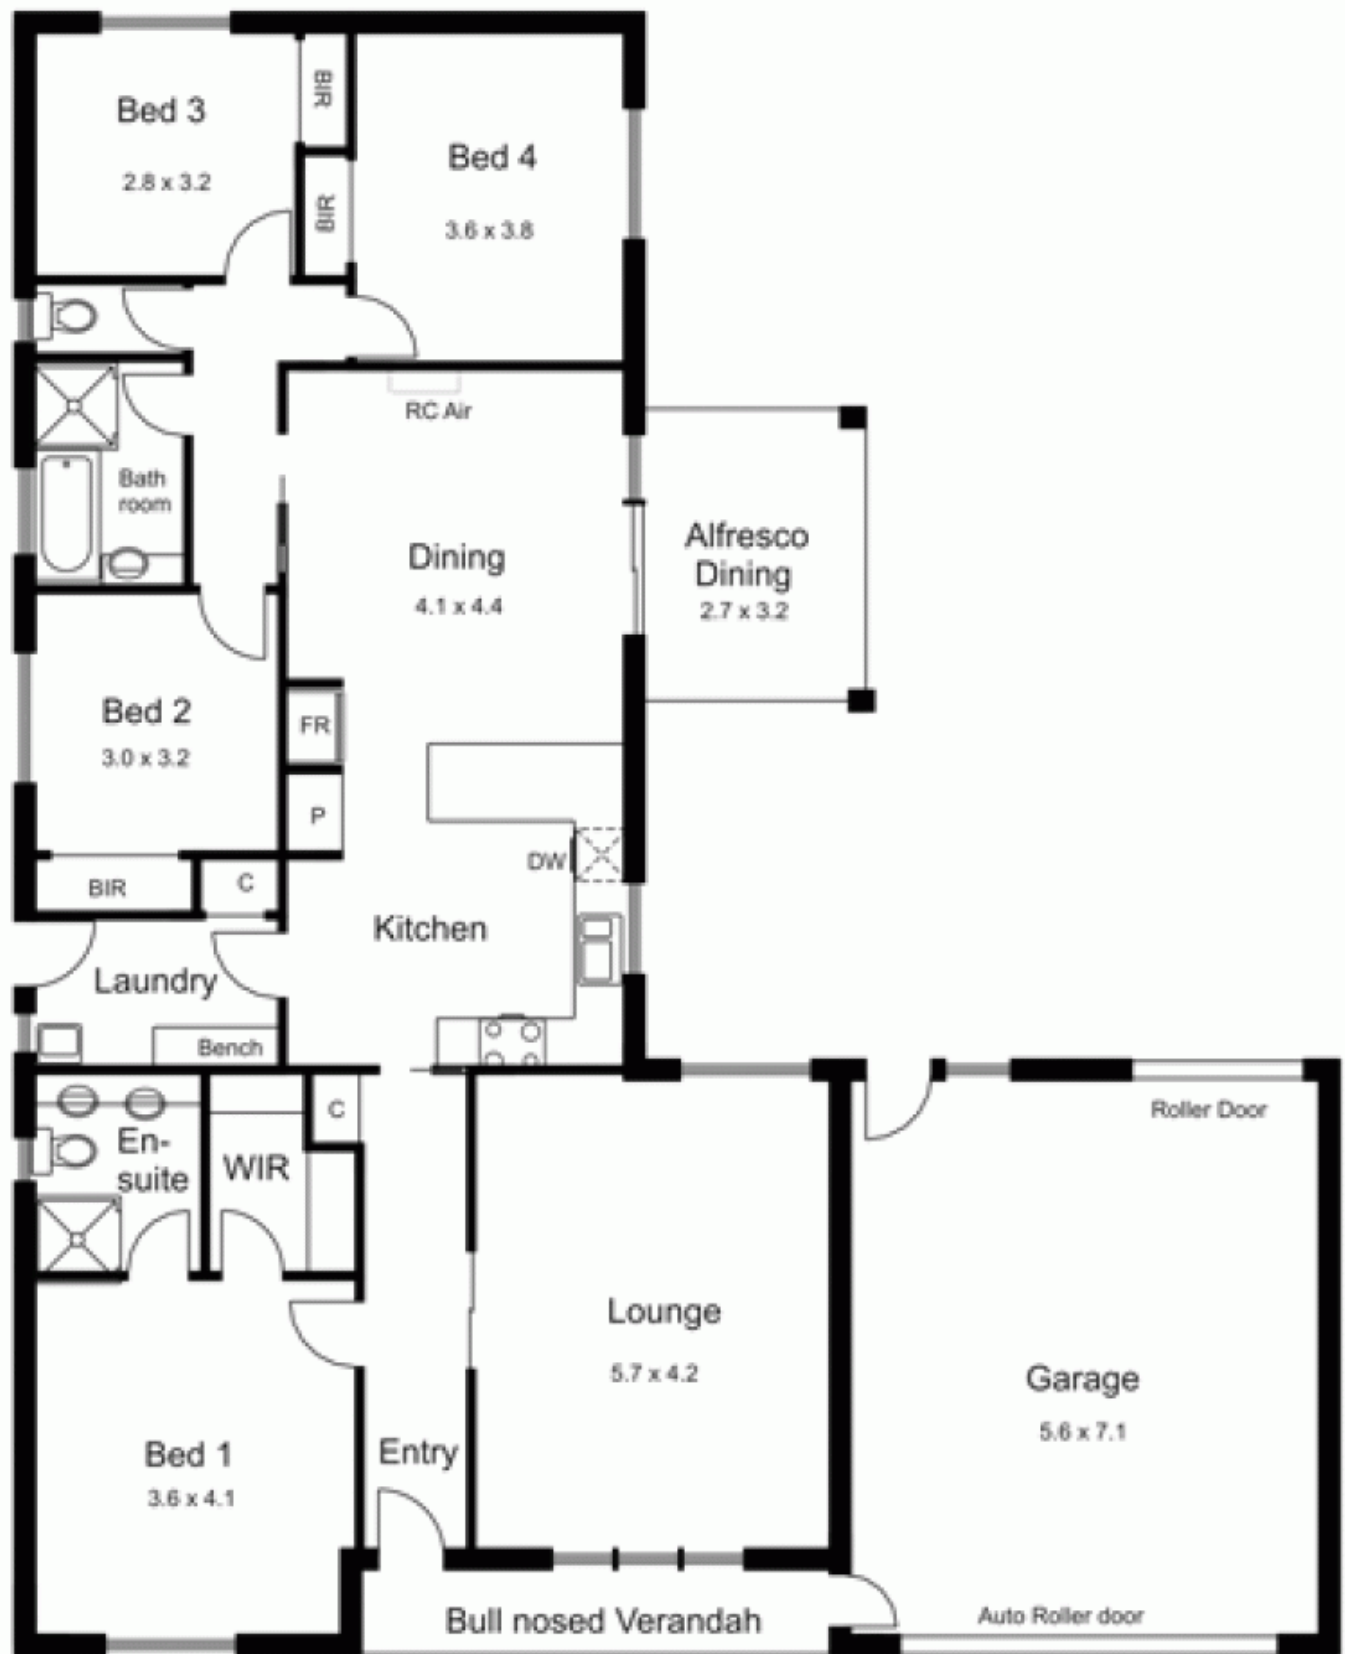 Bed 3
2.8 x 3.2
BIR
BIR
Bed 4
3.6 x 3.8
RC Air
Bath
room
Dining
4.1 x 4.4
Alfresco
Dining
2.7 x 3.2
Bed 2
3.0 x 3.2
FR
P
BIR
C
DW
Kitchen
Laundry
Bench
En-
suite
WIR
C
Roller Door
Lounge
5.7 x 4.2
Garage
5.6 x 7.1
Bed 1
3.6 x 4.1
Entry
Bull nosed Verandah
Auto Roller door